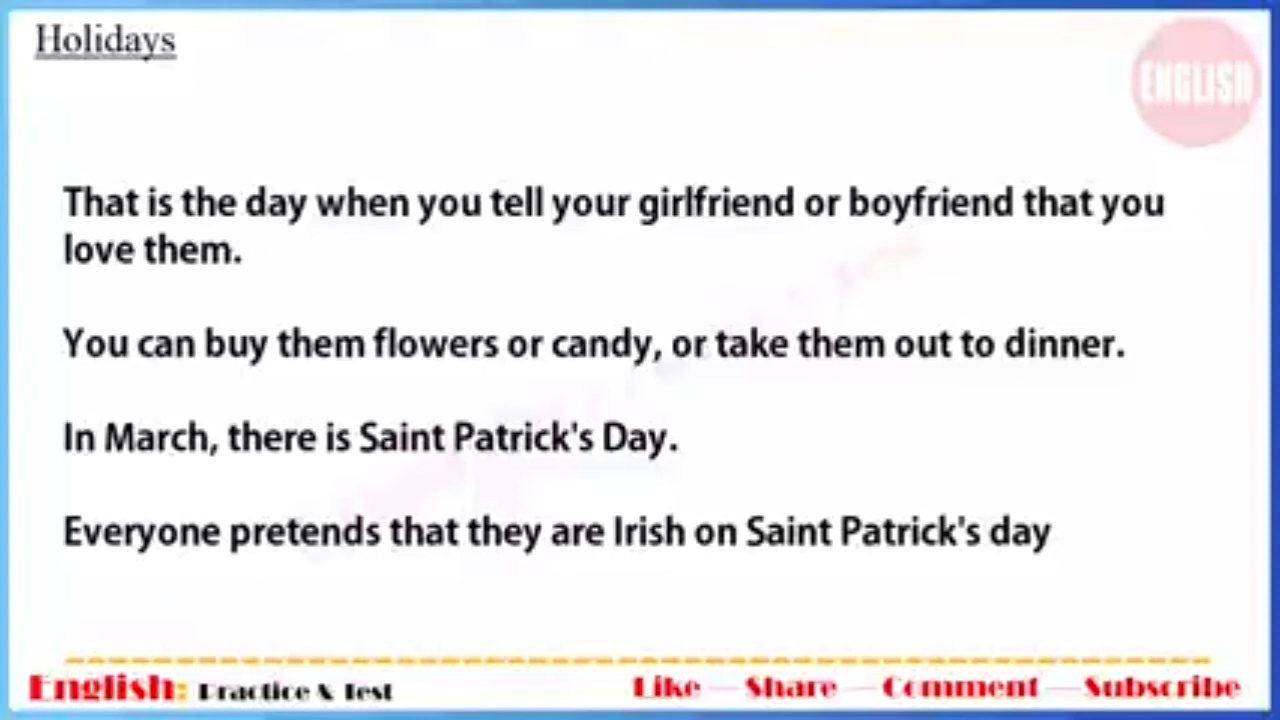 Holidays
ENGLISH
That is the day when you tell your girlfriend or boyfriend that you
love them.
You can buy them flowers or candy, or take them out to dinner.
In March, there is Saint Patrick's Day.
Everyone pretends that they are Irish on Saint Patrick's day
English: Practice & Test
Like — Share — Comment — Subscribe